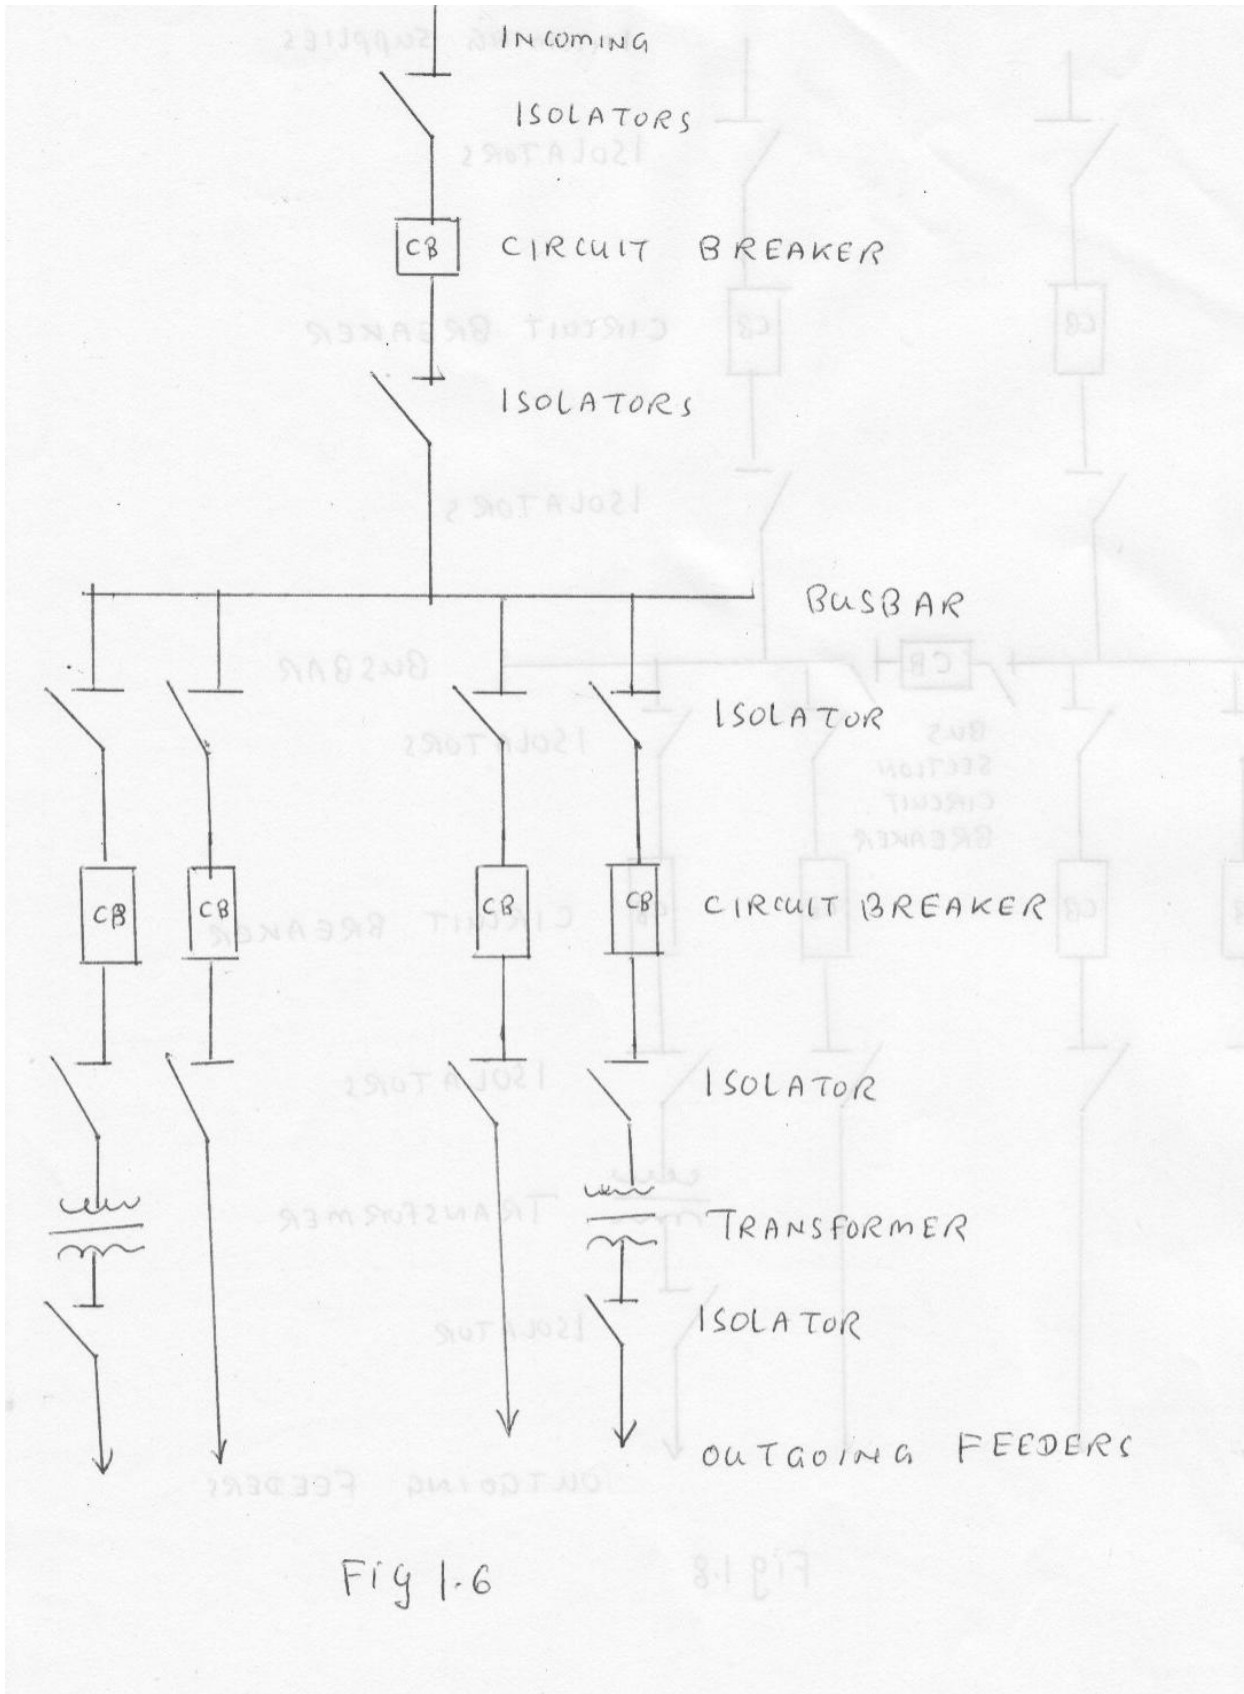 INCOMING
ISOLATORS
CB CIRCUIT BREAKER
ISOLATORS
BUSBAR
ISOLATOR
CB CB CB CB CIRCUIT BREAKER
ISOLATOR
TRANSFORMER
ISOLATOR
OUTGOING FEEDERS
Fig 1.6